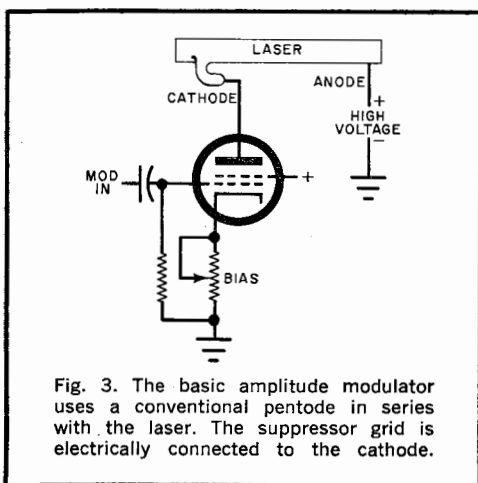 LASER
CATHODE
ANODE
+
HIGH
VOLTAGE
-
MOD
IN
+
BIAS
Fig. 3. The basic amplitude modulator
uses a conventional pentode in series
with the laser. The suppressor grid is
electrically connected to the cathode.